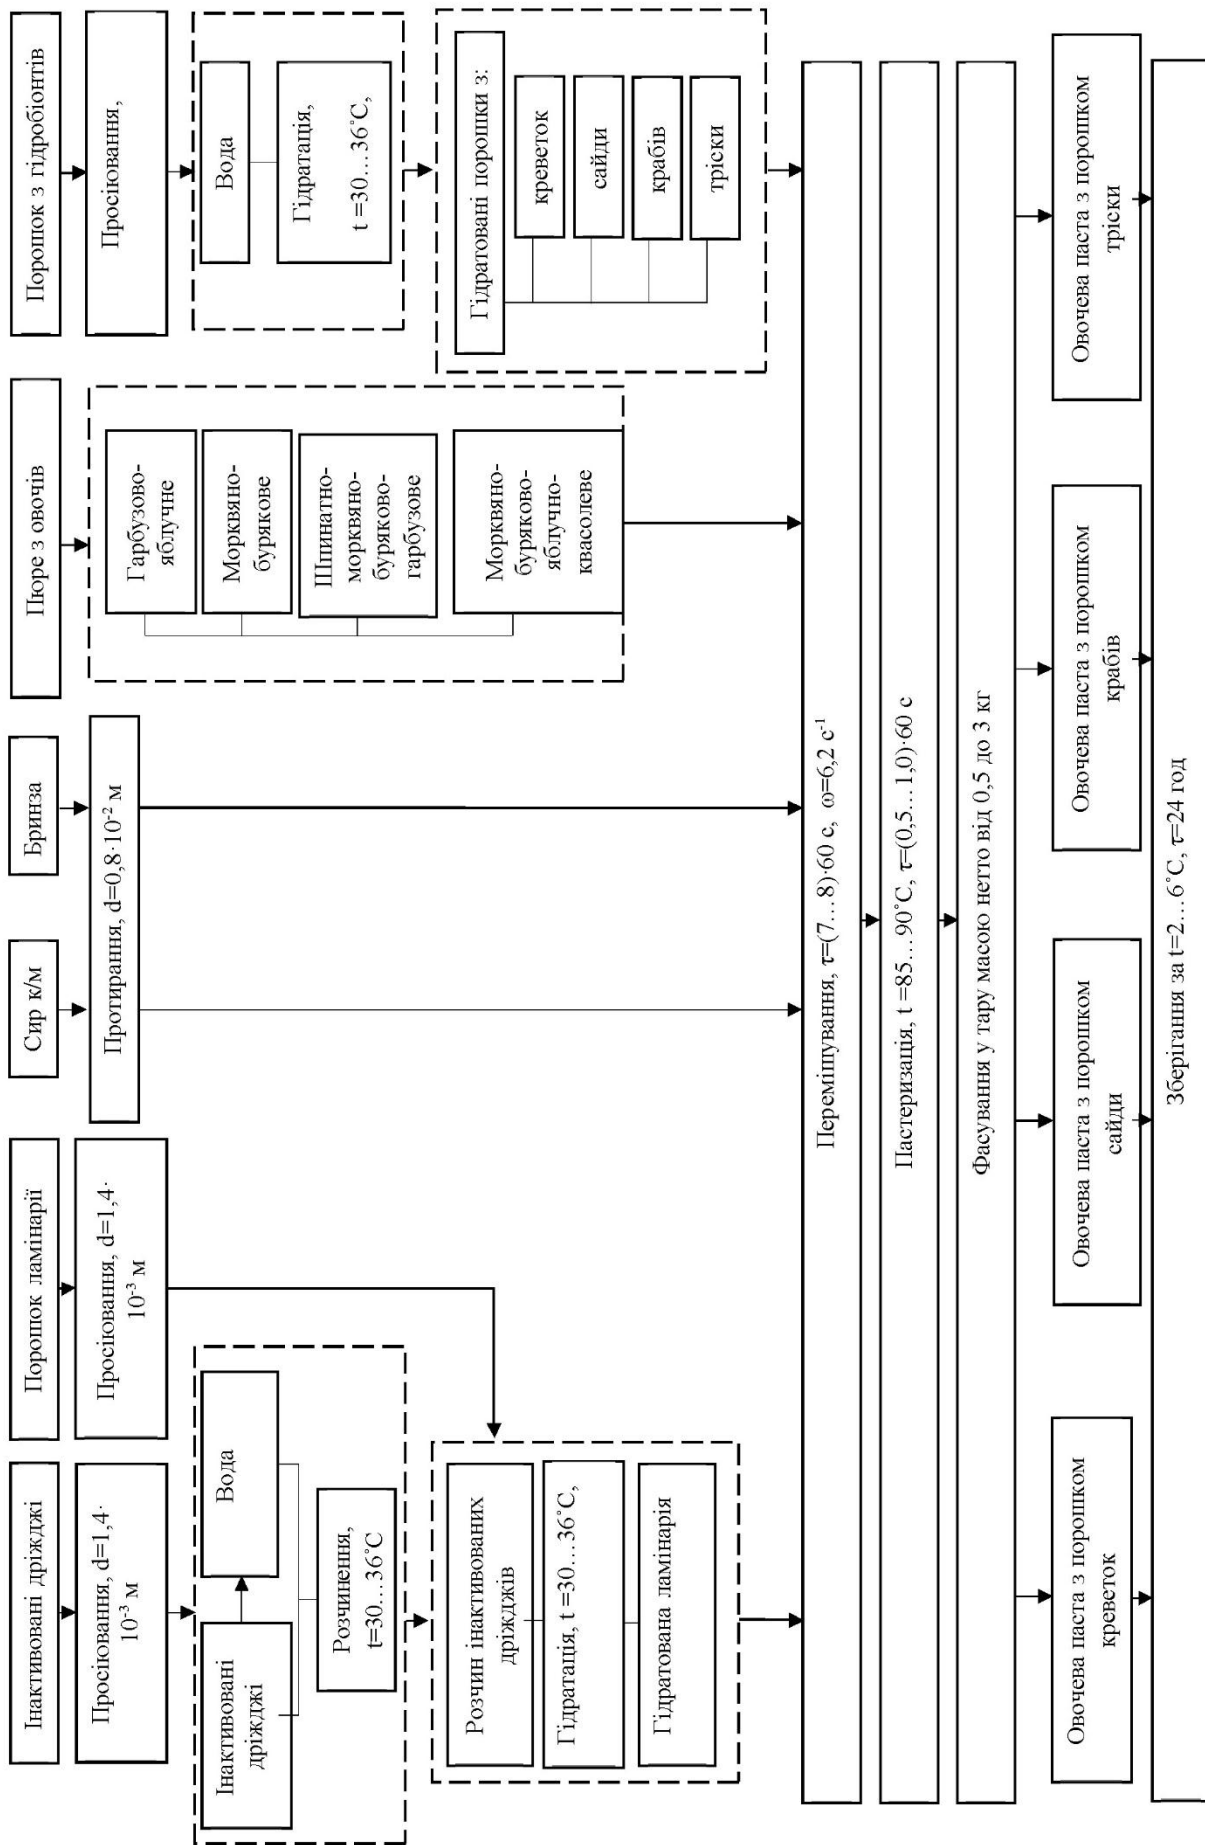 Інактивовані дріжджі
Порошок ламінарії
Сир к/м
Бринза
Пюре з овочів
Порошок з гідробіонтів
Просіювання, d=1,4·
10⁻³ м
Просіювання, d=1,4·
10⁻³ м
Протирання, d=0,8·10⁻² м
Просіювання,
Інактивовані
дріжджі
Вода
Розчинення,
t=30…36˚С
Гарбузово-
яблучне
Морквяно-
бурякове
Шпинатно-
морквяно-
буряково-
гарбузове
Морквяно-
буряково-
яблучно-
квасолеве
Вода
Гідратація,
t =30…36˚С,
Розчин інактивованих
дріжджів
Гідратація, t =30…36˚С,
Гідратована ламінарія
Гідратовані порошки з:
креветок
сайди
крабів
тріски
Перемішування, τ=(7…8)·60 с, ω=6,2 с⁻¹
Пастеризація, t =85…90˚С, τ=(0,5…1,0)·60 с
Фасування у тару масою нетто від 0,5 до 3 кг
Овочева паста з порошком
креветок
Овочева паста з порошком
сайди
Овочева паста з порошком
крабів
Овочева паста з порошком
тріски
Зберігання за t=2…6˚С, τ=24 год